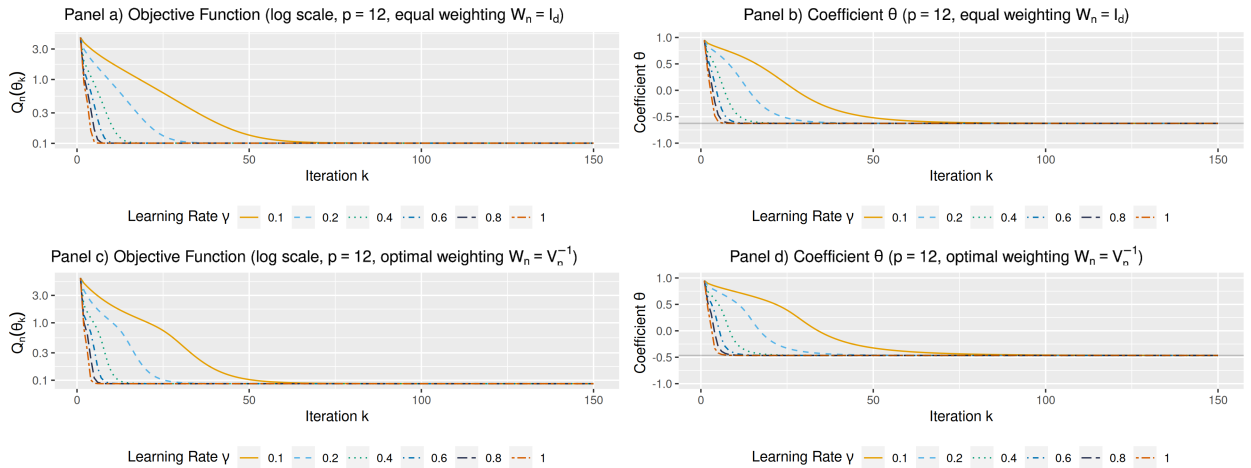 Panel a) Objective Function (log scale, p = 12, equal weighting Wn = Id)
Qn(θk)
3.0
1.0
0.3
0.1
0
50
100
150
Iteration k
Learning Rate γ 0.1 0.2 0.4 0.6 0.8 1
Panel b) Coefficient θ (p = 12, equal weighting Wn = Id)
Coefficient θ
1.0
0.5
0.0
-0.5
-1.0
0
50
100
150
Iteration k
Learning Rate γ 0.1 0.2 0.4 0.6 0.8 1
Panel c) Objective Function (log scale, p = 12, optimal weighting Wn = Vn^-1)
Qn(θk)
3.0
1.0
0.3
0.1
0
50
100
150
Iteration k
Learning Rate γ 0.1 0.2 0.4 0.6 0.8 1
Panel d) Coefficient θ (p = 12, optimal weighting Wn = Vn^-1)
Coefficient θ
1.0
0.5
0.0
-0.5
-1.0
0
50
100
150
Iteration k
Learning Rate γ 0.1 0.2 0.4 0.6 0.8 1